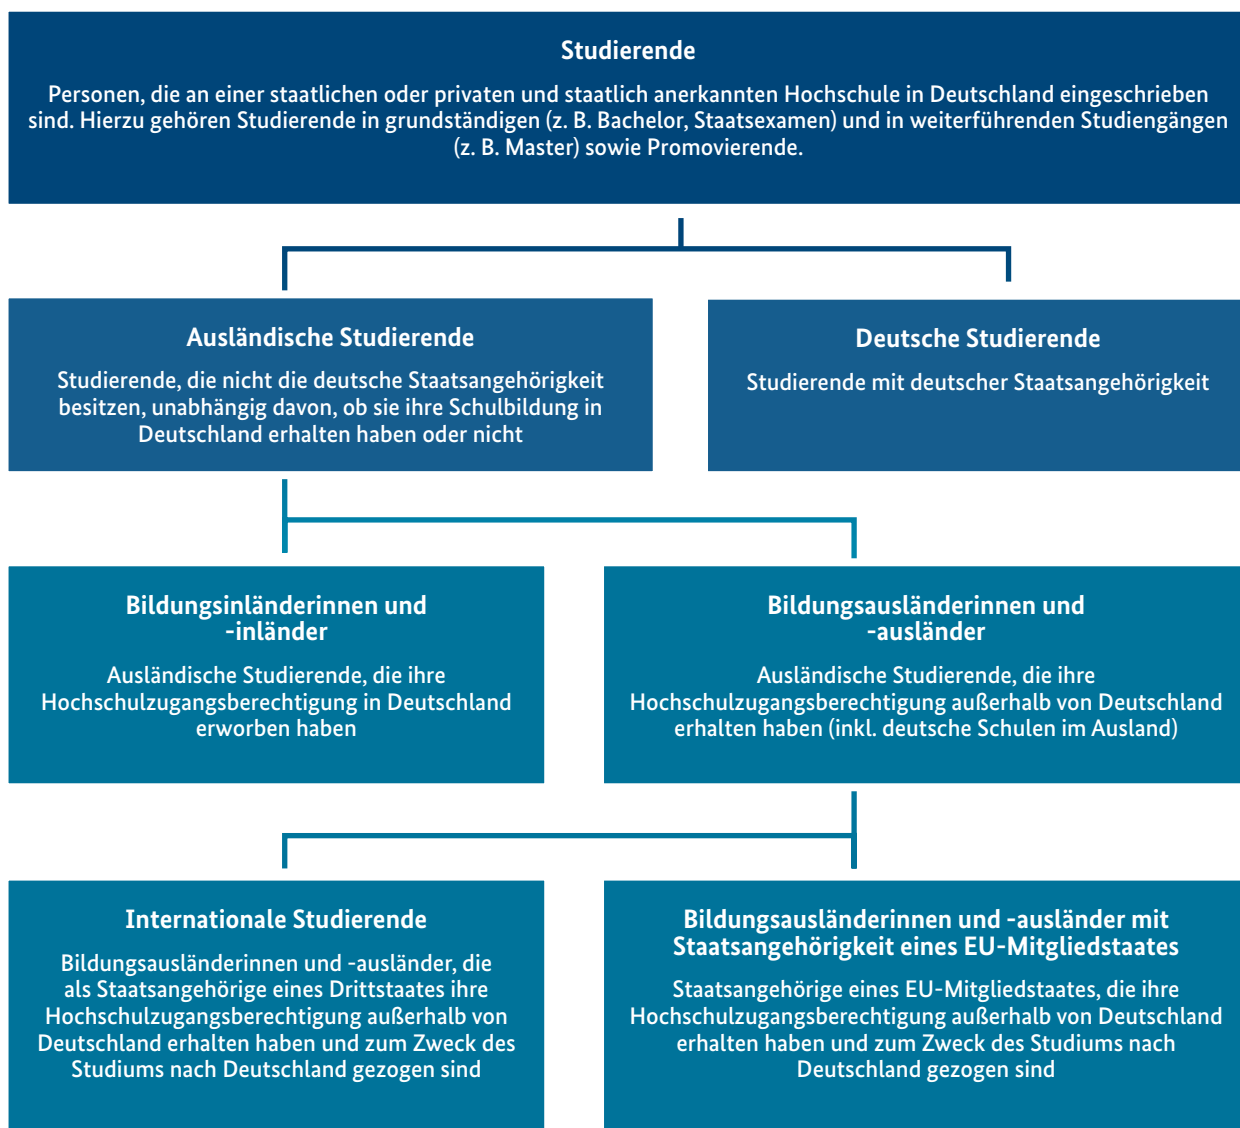 Studierende
Personen, die an einer staatlichen oder privaten und staatlich anerkannten Hochschule in Deutschland eingeschrieben
sind. Hierzu gehören Studierende in grundständigen (z. B. Bachelor, Staatsexamen) und in weiterführenden Studiengängen
(z. B. Master) sowie Promovierende.
Ausländische Studierende
Studierende, die nicht die deutsche Staatsangehörigkeit
besitzen, unabhängig davon, ob sie ihre Schulbildung in
Deutschland erhalten haben oder nicht
Deutsche Studierende
Studierende mit deutscher Staatsangehörigkeit
Bildungsinländerinnen und
-inländer
Ausländische Studierende, die ihre
Hochschulzugangsberechtigung in Deutschland
erworben haben
Bildungsausländerinnen und
-ausländer
Ausländische Studierende, die ihre
Hochschulzugangsberechtigung außerhalb von Deutschland
erhalten haben (inkl. deutsche Schulen im Ausland)
Internationale Studierende
Bildungsausländerinnen und -ausländer, die
als Staatsangehörige eines Drittstaates ihre
Hochschulzugangsberechtigung außerhalb von
Deutschland erhalten haben und zum Zweck des
Studiums nach Deutschland gezogen sind
Bildungsausländerinnen und -ausländer mit
Staatsangehörigkeit eines EU-Mitgliedstaates
Staatsangehörige eines EU-Mitgliedstaates, die ihre
Hochschulzugangsberechtigung außerhalb von Deutschland
erhalten haben und zum Zweck des Studiums nach
Deutschland gezogen sind